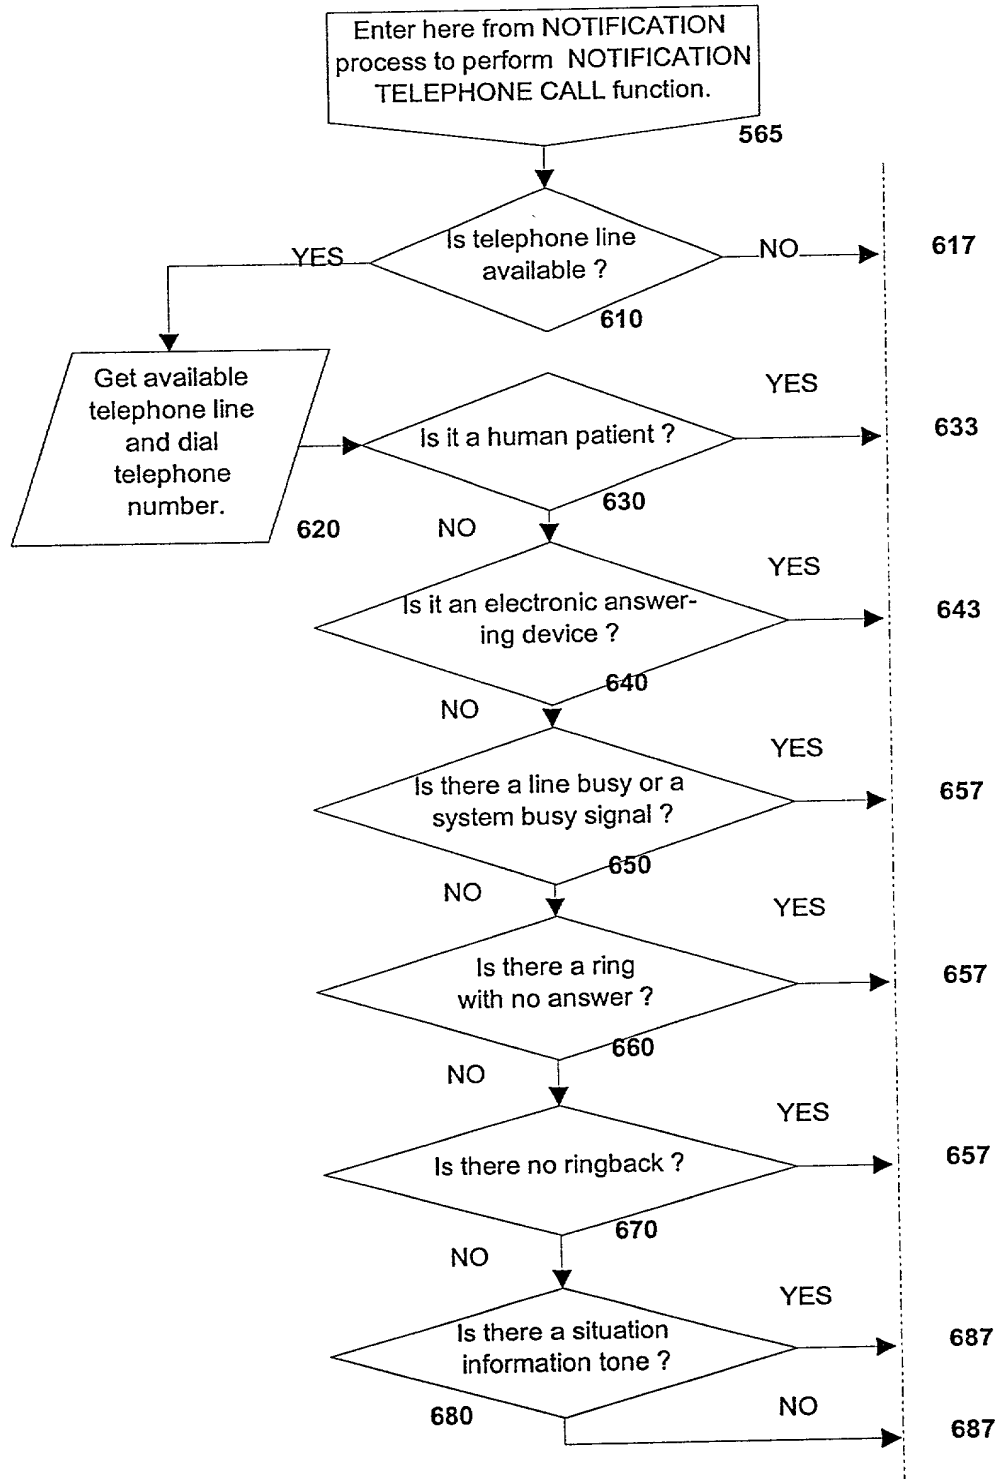 Enter here from NOTIFICATION
process to perform NOTIFICATION
TELEPHONE CALL function.
565
Is telephone line
available ?
610
YES
NO
617
Get available
telephone line
and dial
telephone
number.
620
Is it a human patient ?
630
YES
633
NO
Is it an electronic answer-
ing device ?
640
YES
643
NO
Is there a line busy or a
system busy signal ?
650
YES
657
NO
Is there a ring
with no answer ?
660
YES
657
NO
Is there no ringback ?
670
YES
657
NO
Is there a situation
information tone ?
680
YES
687
NO
687